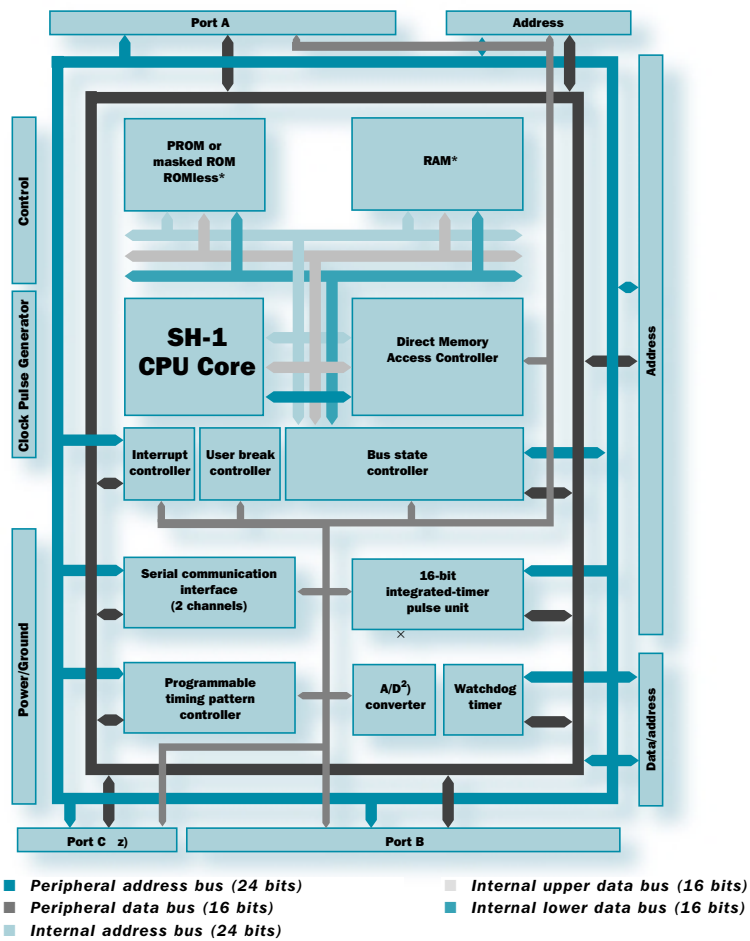 Port A
Address
Control
Clock Pulse Generator
Power/Ground
PROM or
masked ROM
ROMless*
RAM*
SH-1
CPU Core
Direct Memory
Access Controller
Interrupt
controller
User break
controller
Bus state
controller
Serial communication
interface
(2 channels)
16-bit
integrated-timer
pulse unit
×
Programmable
timing pattern
controller
A/D²)
converter
Watchdog
timer
Address
Data/address
Port C z)
Port B
Peripheral address bus (24 bits)
Peripheral data bus (16 bits)
Internal address bus (24 bits)
Internal upper data bus (16 bits)
Internal lower data bus (16 bits)